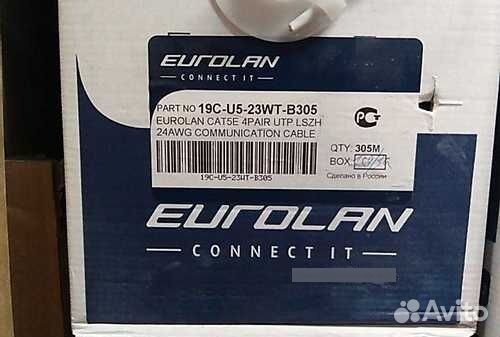 EUROLAN
CONNECT IT
PART NO 19C-U5-23WT-B305
EUROLAN CAT5E 4PAIR UTP LSZH
24AWG COMMUNICATION CABLE
19C-U5-23WT-B305
QTY: 305M
BOX:
Сделано в России
EUROLAN
CONNECT IT
Avito